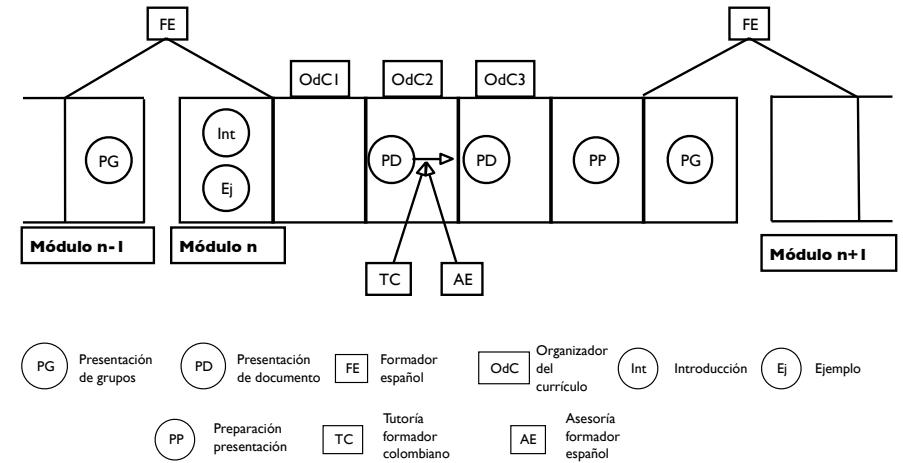 FE
FE
OdC1
OdC2
OdC3
PG
Int
Ej
PD
PD
PP
PG
Módulo n-1
Módulo n
Módulo n+1
TC
AE
PG
Presentación
de grupos
PD
Presentación
de documento
FE
Formador
español
OdC
Organizador
del
currículo
Int
Introducción
Ej
Ejemplo
PP
Preparación
presentación
TC
Tutoría
formador
colombiano
AE
Asesoría
formador
español